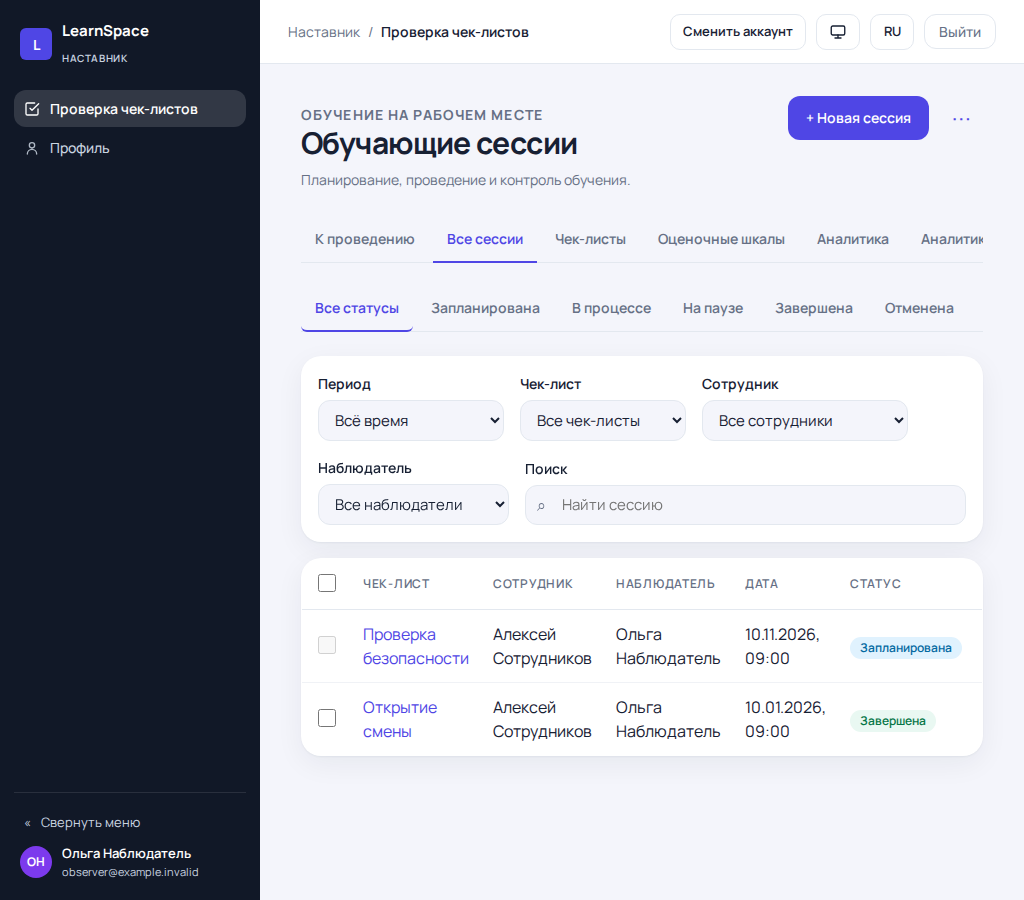 L
LearnSpace
НАСТАВНИК
Проверка чек-листов
Профиль
« Свернуть меню
ОН
Ольга Наблюдатель
observer@example.invalid
Наставник / Проверка чек-листов
Сменить аккаунт
RU
Выйти
ОБУЧЕНИЕ НА РАБОЧЕМ МЕСТЕ
Обучающие сессии
Планирование, проведение и контроль обучения.
+ Новая сессия
...
К проведению Все сессии Чек-листы Оценочные шкалы Аналитика Аналитик
Все статусы Запланирована В процессе На паузе Завершена Отменена
Период Чек-лист Сотрудник
Всё время Все чек-листы Все сотрудники
Наблюдатель Поиск
Все наблюдатели Найти сессию
ЧЕК-ЛИСТ СОТРУДНИК НАБЛЮДАТЕЛЬ ДАТА СТАТУС
Проверка Алексей Ольга 10.11.2026,
безопасности Сотрудников Наблюдатель 09:00 Запланирована
Открытие Алексей Ольга 10.01.2026,
смены Сотрудников Наблюдатель 09:00 Завершена